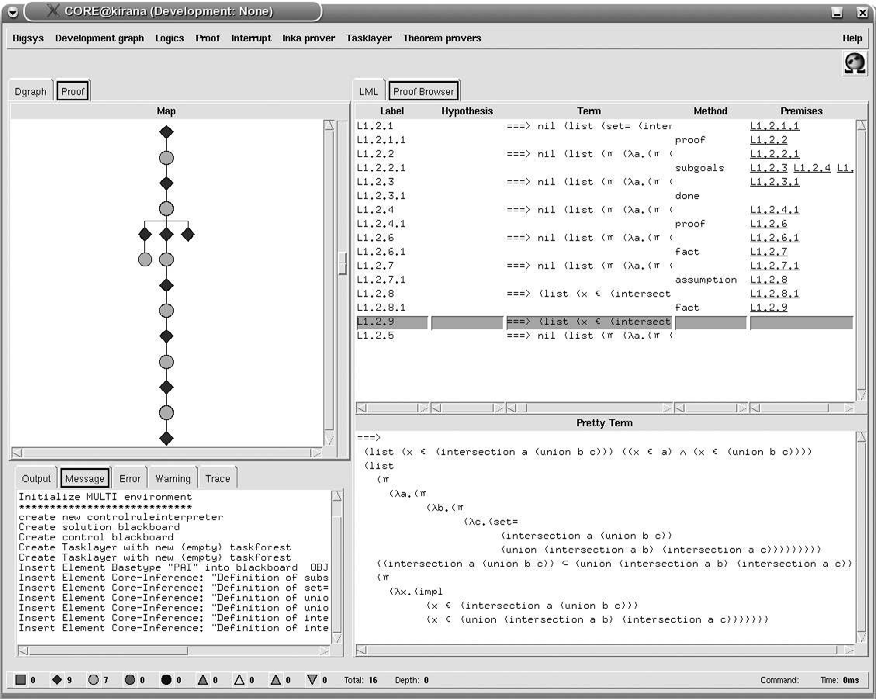 CORE@kirana (Development: None)
Digsys Development graph Logics Proof Interrupt Inka prover Tasklayer Theorem provers Help
Dgraph Proof
Map
LML Proof Browser
Label Hypothesis Term Method Premises
L1.2.1 ===> nil (list (set= (inter L1.2.1.1
L1.2.1.1 proof L1.2.2
L1.2.2 ===> nil (list (π (λa.(π ( L1.2.2.1
L1.2.2.1 subgoals L1.2.3 L1.2.4 L1.
L1.2.3 ===> nil (list (π (λa.(π ( L1.2.3.1
L1.2.3.1 done
L1.2.4 ===> nil (list (π (λa.(π ( L1.2.4.1
L1.2.4.1 proof L1.2.6
L1.2.6 ===> nil (list (π (λa.(π ( L1.2.6.1
L1.2.6.1 fact L1.2.7
L1.2.7 ===> nil (list (π (λa.(π ( L1.2.7.1
L1.2.7.1 assumption L1.2.8
L1.2.8 ===> (list (x ∈ (intersect L1.2.8.1
L1.2.8.1 fact L1.2.9
L1.2.9 ===> (list (x ∈ (intersect
L1.2.5 ===> nil (list (π (λa.(π (
Pretty Term
===>
(list (x ∈ (intersection a (union b c))) ((x ∈ a) ∧ (x ∈ (union b c))))
(list
(π
(λa.(π
(λb.(π
(λc.(set=
(intersection a (union b c))
(union (intersection a b) (intersection a c)))))))))
((intersection a (union b c)) ⊆ (union (intersection a b) (intersection a c))
(π
(λx.(impl
(x ∈ (intersection a (union b c)))
(x ∈ (union (intersection a b) (intersection a c)))))))
Output Message Error Warning Trace
Initialize MULTI environment
****************************
create new controlruleinterpreter
Create solution blackboard
Create control blackboard
Create Tasklayer with new (empty) taskforest
Create Tasklayer with new (empty) taskforest
Insert Element Basetype "PAI" into blackboard OBJ
Insert Element Core-Inference: "Definition of subs
Insert Element Core-Inference: "Definition of set=
Insert Element Core-Inference: "Definition of unio
Insert Element Core-Inference: "Definition of unio
Insert Element Core-Inference: "Definition of inte
Insert Element Core-Inference: "Definition of inte
0 9 7 0 0 0 0 0 0 Total: 16 Depth: 0 Command: Time: 0ms